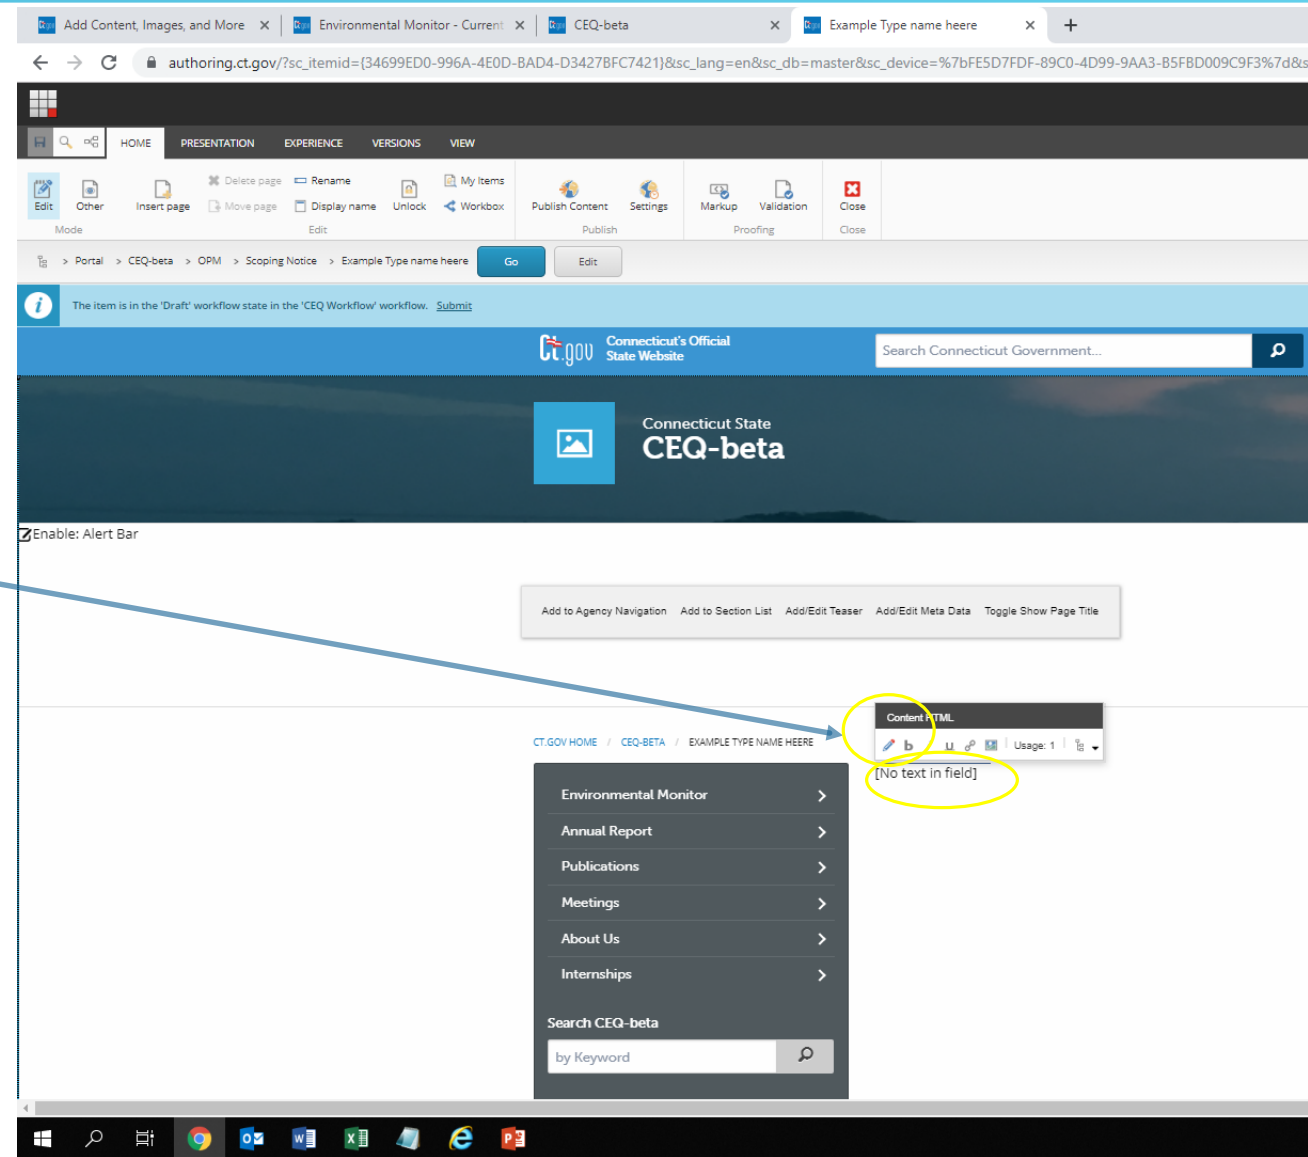 Add Content, Images, and More
Environmental Monitor - Current
CEQ-beta
Example Type name heere
authoring.ct.gov/?sc_itemid={34699ED0-996A-4E0D-BAD4-D3427BFC7421}&sc_lang=en&sc_db=master&sc_device=%7bFE5D7FDF-89C0-4D99-9AA3-B5FBD009C9F3%7d&s
HOME PRESENTATION EXPERIENCE VERSIONS VIEW
Delete page Rename My Items
Edit Other Insert page Move page Display name Unlock Workbox Publish Content Settings Markup Validation Close
Mode Edit Publish Proofing Close
> Portal > CEQ-beta > OPM > Scoping Notice > Example Type name heere Go Edit
The item is in the 'Draft' workflow state in the 'CEQ Workflow' workflow. Submit
Ct.gov Connecticut's Official
State Website
Search Connecticut Government...
Connecticut State
CEQ-beta
Enable: Alert Bar
Add to Agency Navigation Add to Section List Add/Edit Teaser Add/Edit Meta Data Toggle Show Page Title
Content HTML
CT.GOV HOME / CEQ-BETA / EXAMPLE TYPE NAME HEERE
b u Usage: 1
[No text in field]
Environmental Monitor
Annual Report
Publications
Meetings
About Us
Internships
Search CEQ-beta
by Keyword